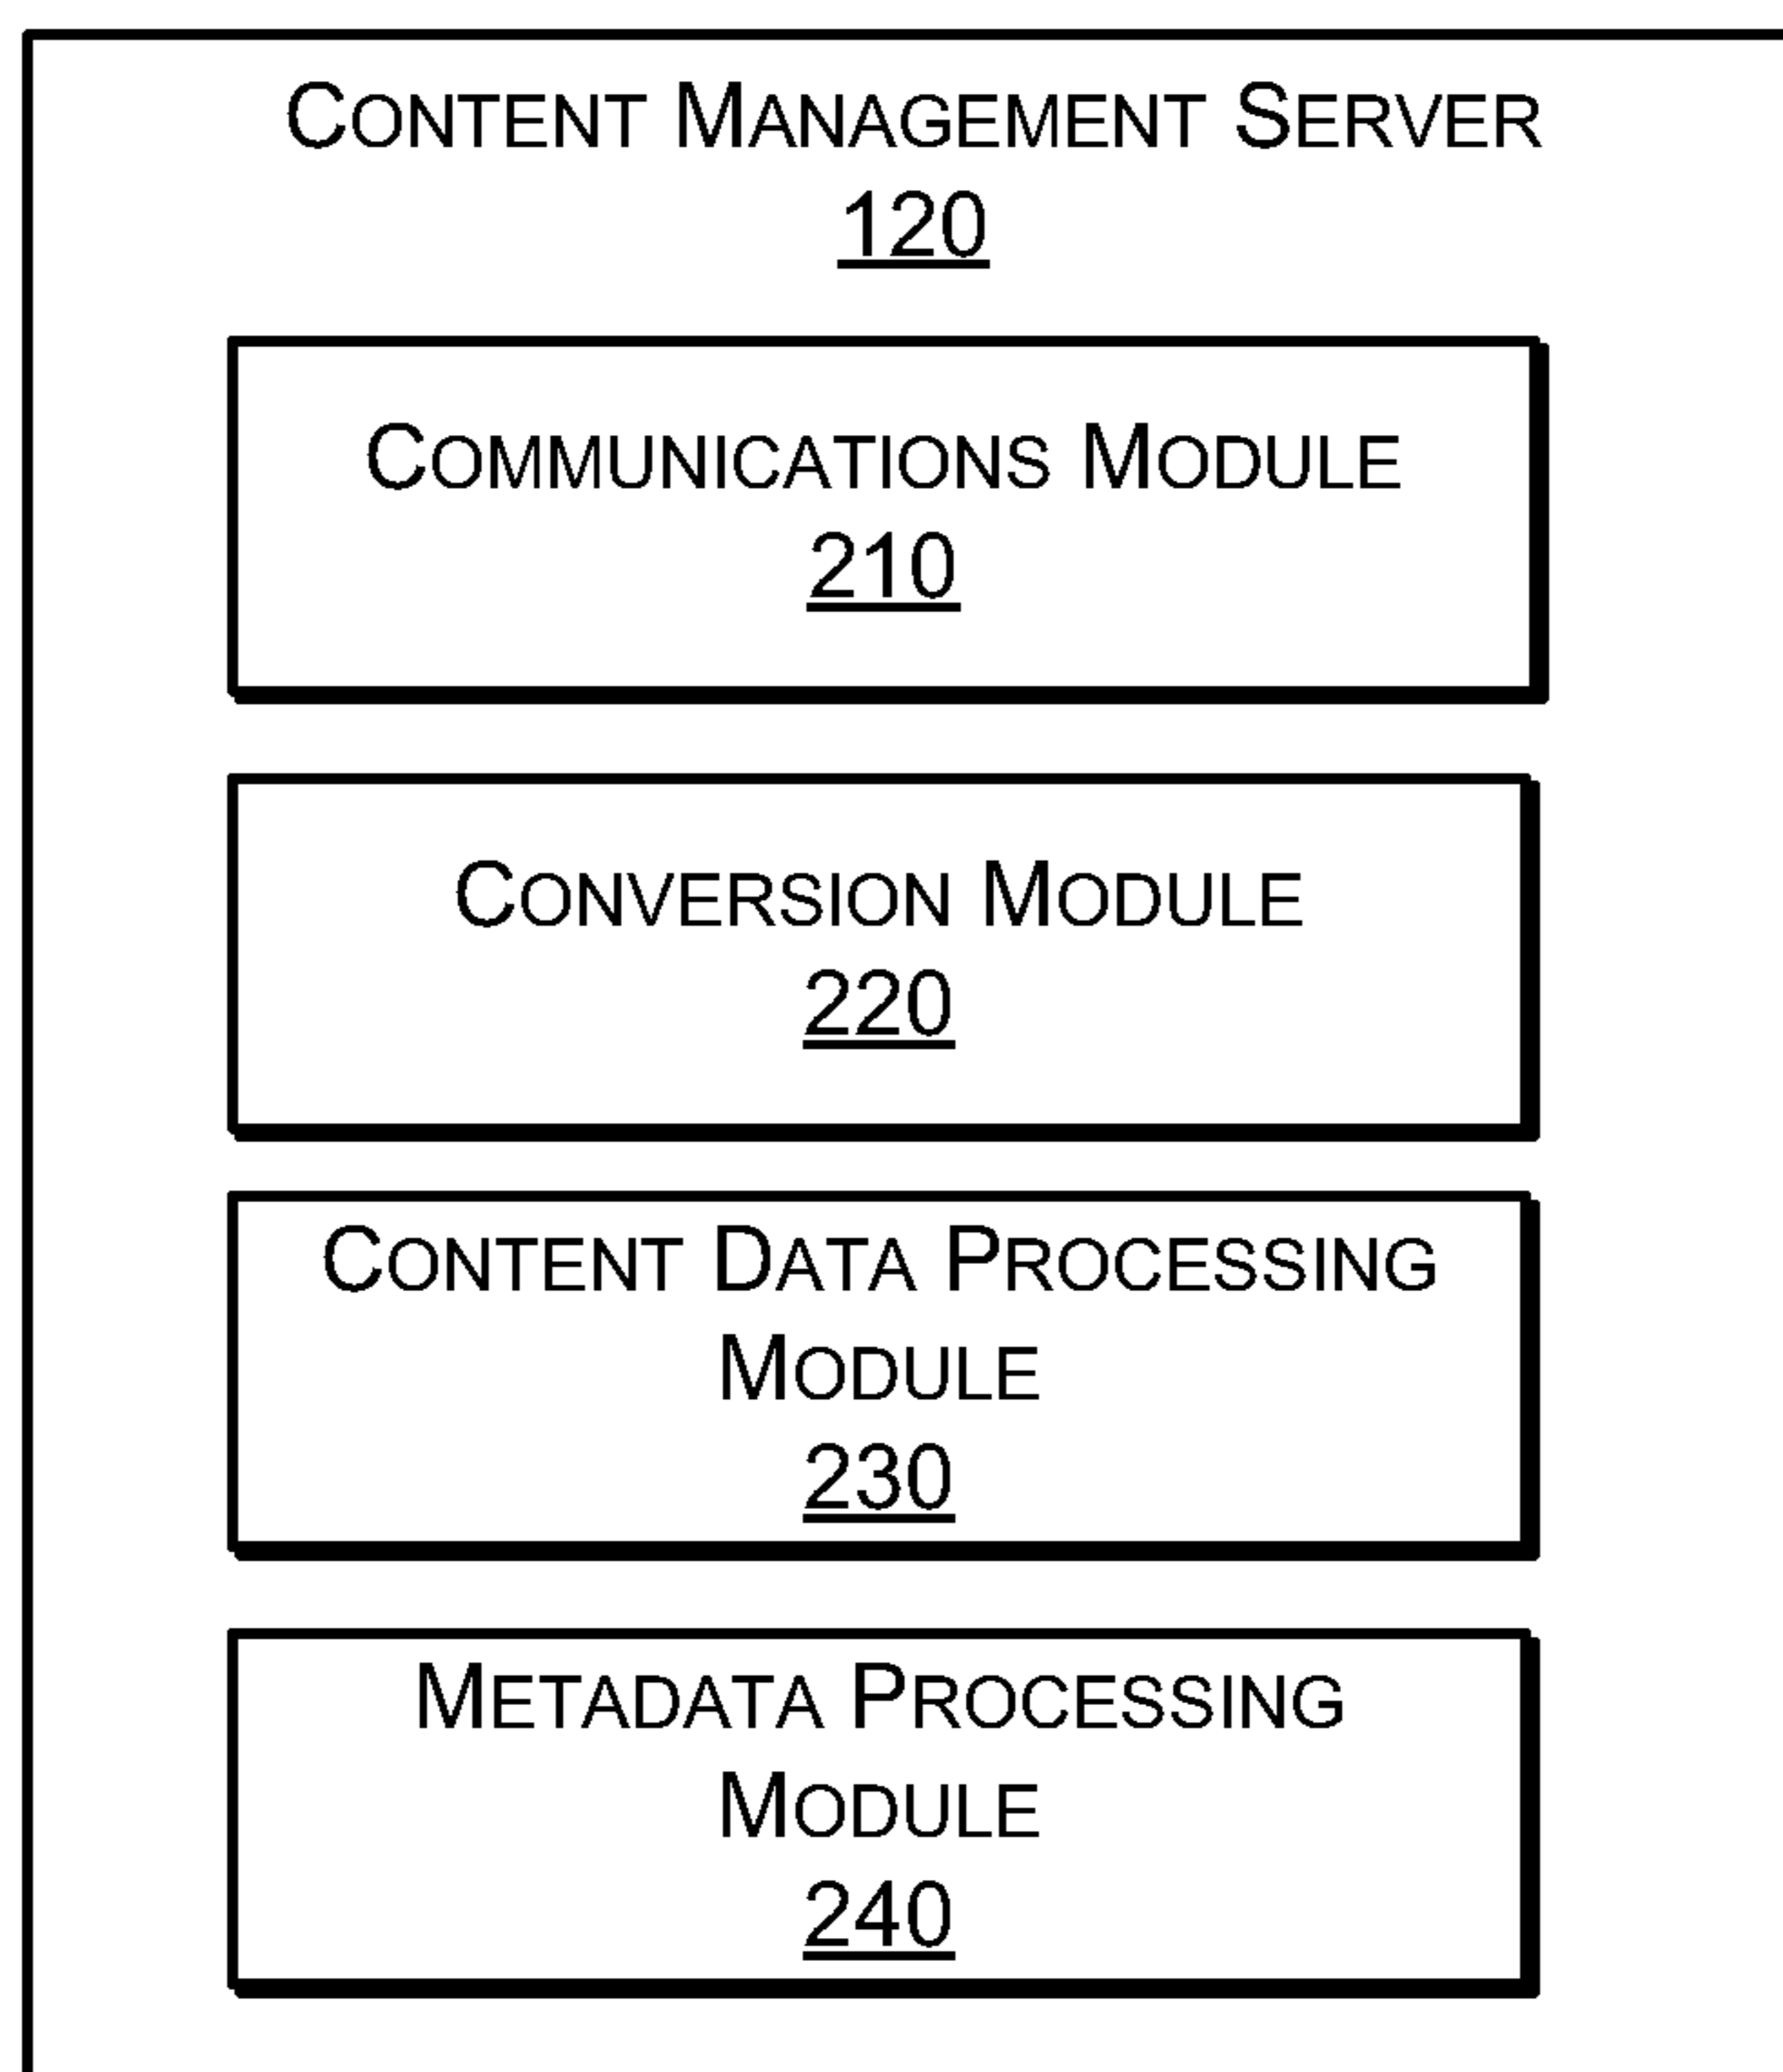 CONTENT MANAGEMENT SERVER
120
COMMUNICATIONS MODULE
210
CONVERSION MODULE
220
CONTENT DATA PROCESSING
MODULE
230
METADATA PROCESSING
MODULE
240